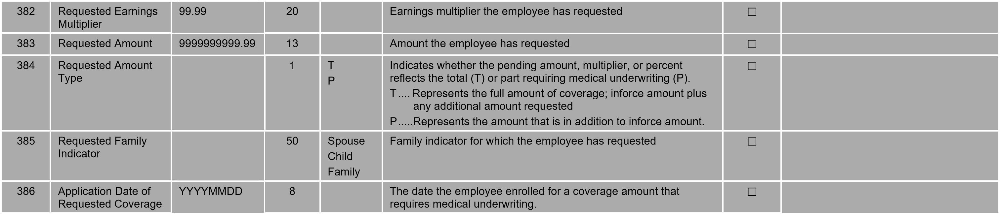 382 Requested Earnings 99.99 20 Earnings multiplier the employee has requested ☐
Multiplier
383 Requested Amount 9999999999.99 13 Amount the employee has requested ☐
384 Requested Amount 1 T Indicates whether the pending amount, multiplier, or percent ☐
Type P reflects the total (T) or part requiring medical underwriting (P).
T.... Represents the full amount of coverage; inforce amount plus
any additional amount requested
P.....Represents the amount that is in addition to inforce amount.
385 Requested Family 50 Spouse Family indicator for which the employee has requested ☐
Indicator Child
Family
386 Application Date of YYYYMMDD 8 The date the employee enrolled for a coverage amount that ☐
Requested Coverage requires medical underwriting.